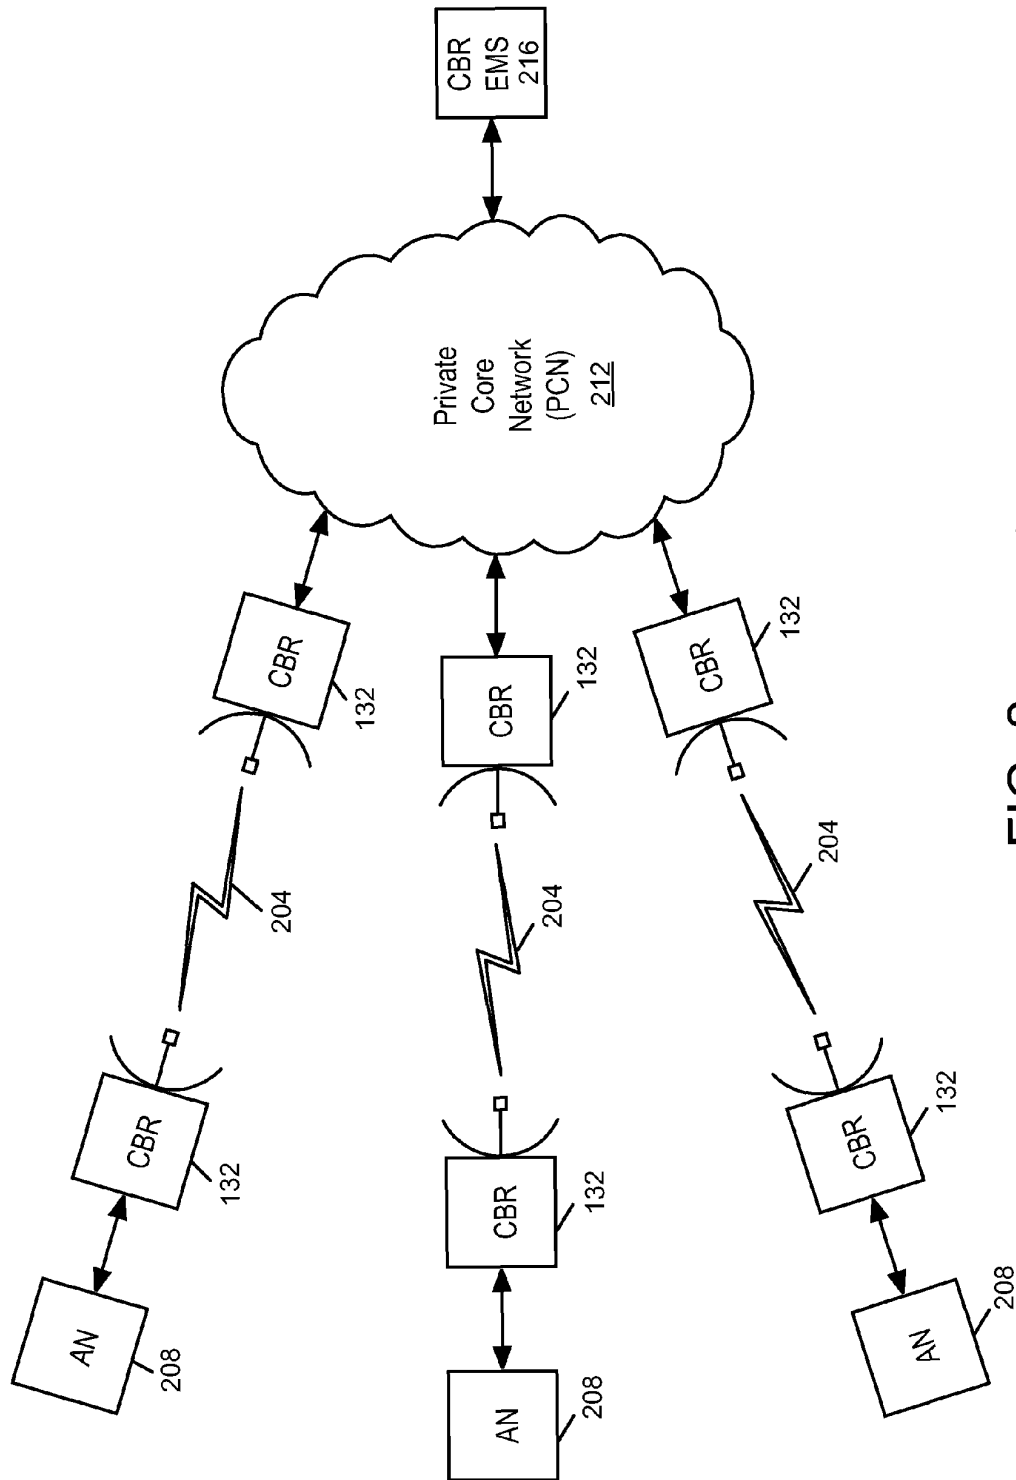 AN
208
CBR
132
204
CBR
132
AN
208
CBR
132
204
CBR
132
Private
Core
Network
(PCN)
212
CBR
EMS
216
AN
208
CBR
132
204
CBR
132
FIG.